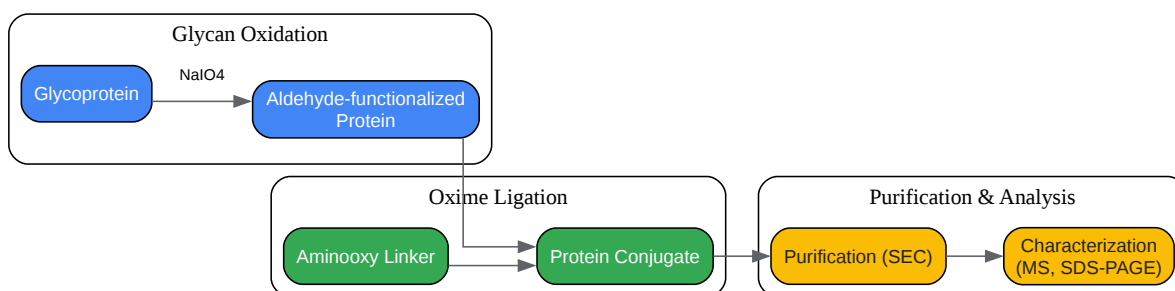 Glycan Oxidation
NaIO4
Glycoprotein
Aldehyde-functionalized
Protein
Oxime Ligation
Aminooxy Linker
Protein Conjugate
Purification & Analysis
Purification (SEC)
Characterization
(MS, SDS-PAGE)